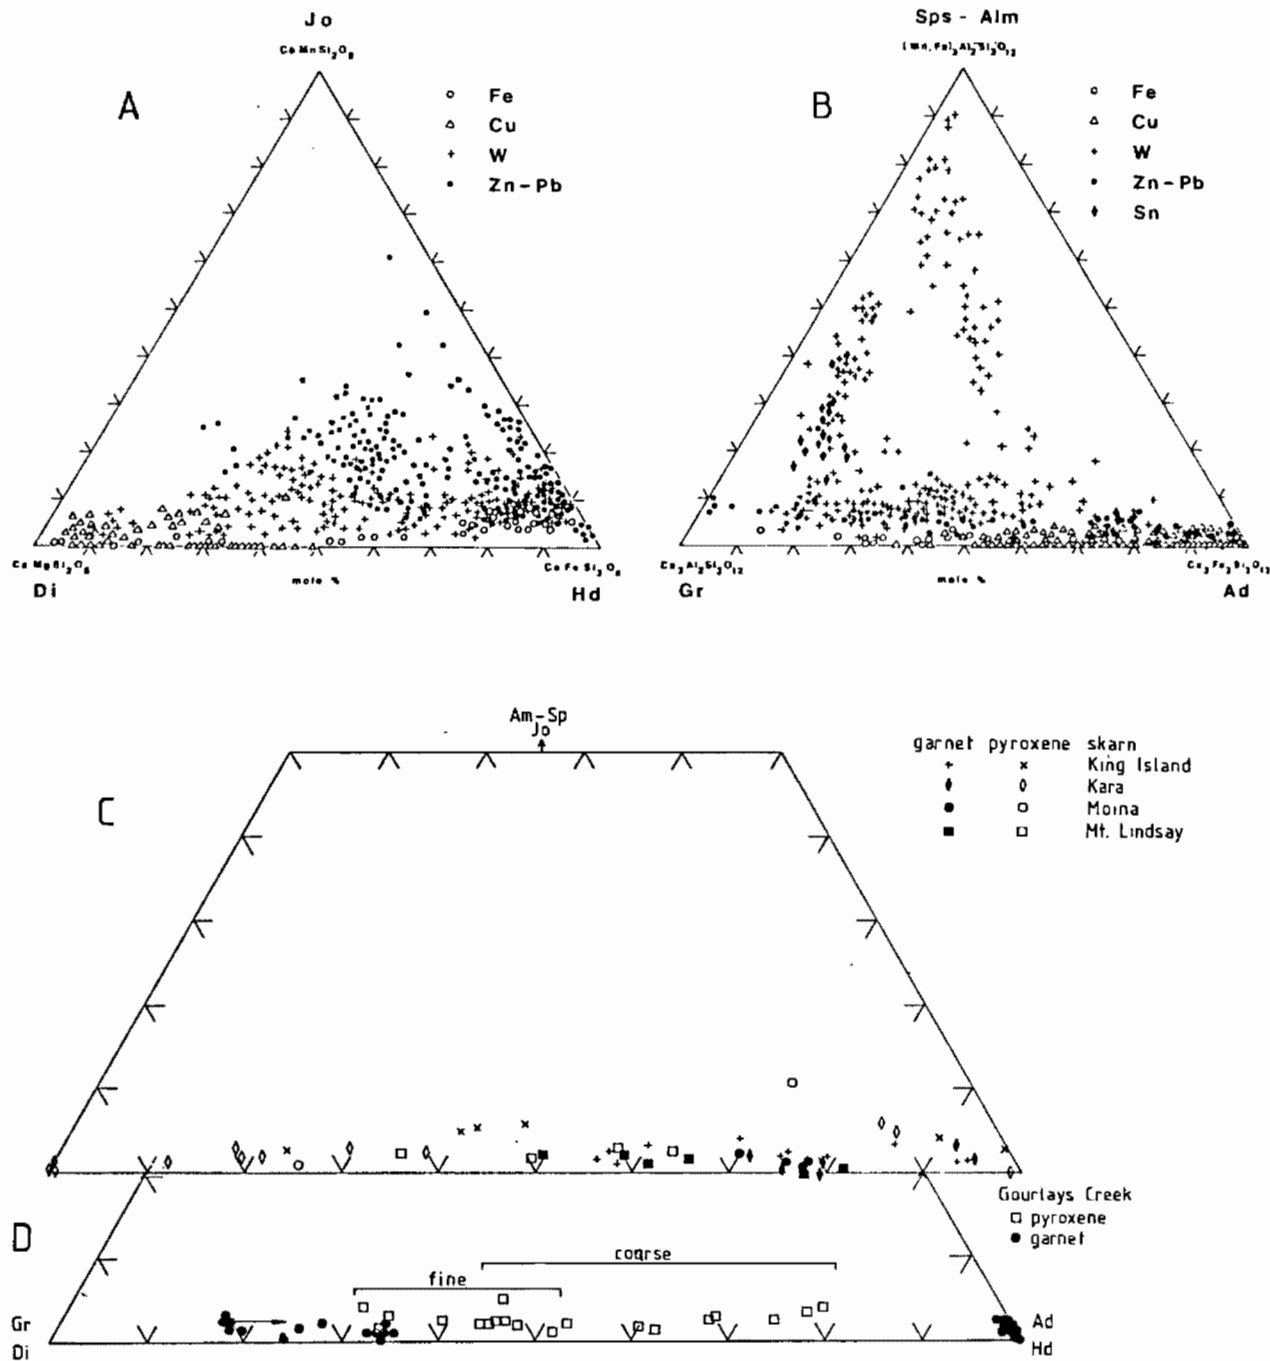 Jo
CaMnSi₂O₆
A
○ Fe
△ Cu
+ W
• Zn-Pb
CaMgSi₂O₆
Di
mole %
Hd
Sps - Alm
(Mn,Fe)₃Al₂Si₃O₁₂
B
○ Fe
△ Cu
+ W
• Zn-Pb
♦ Sn
Ca₃Al₂Si₃O₁₂
Gr
mole %
Ca₃Fe₂Si₃O₁₂
Ad
C
Am-Sp
Jo
garnet pyroxene skarn
+ × King Island
♦ ◊ Kara
● ○ Moina
■ □ Mt. Lindsay
D
Gourlays Creek
□ pyroxene
● garnet
coarse
fine
Gr
Di
Ad
Hd